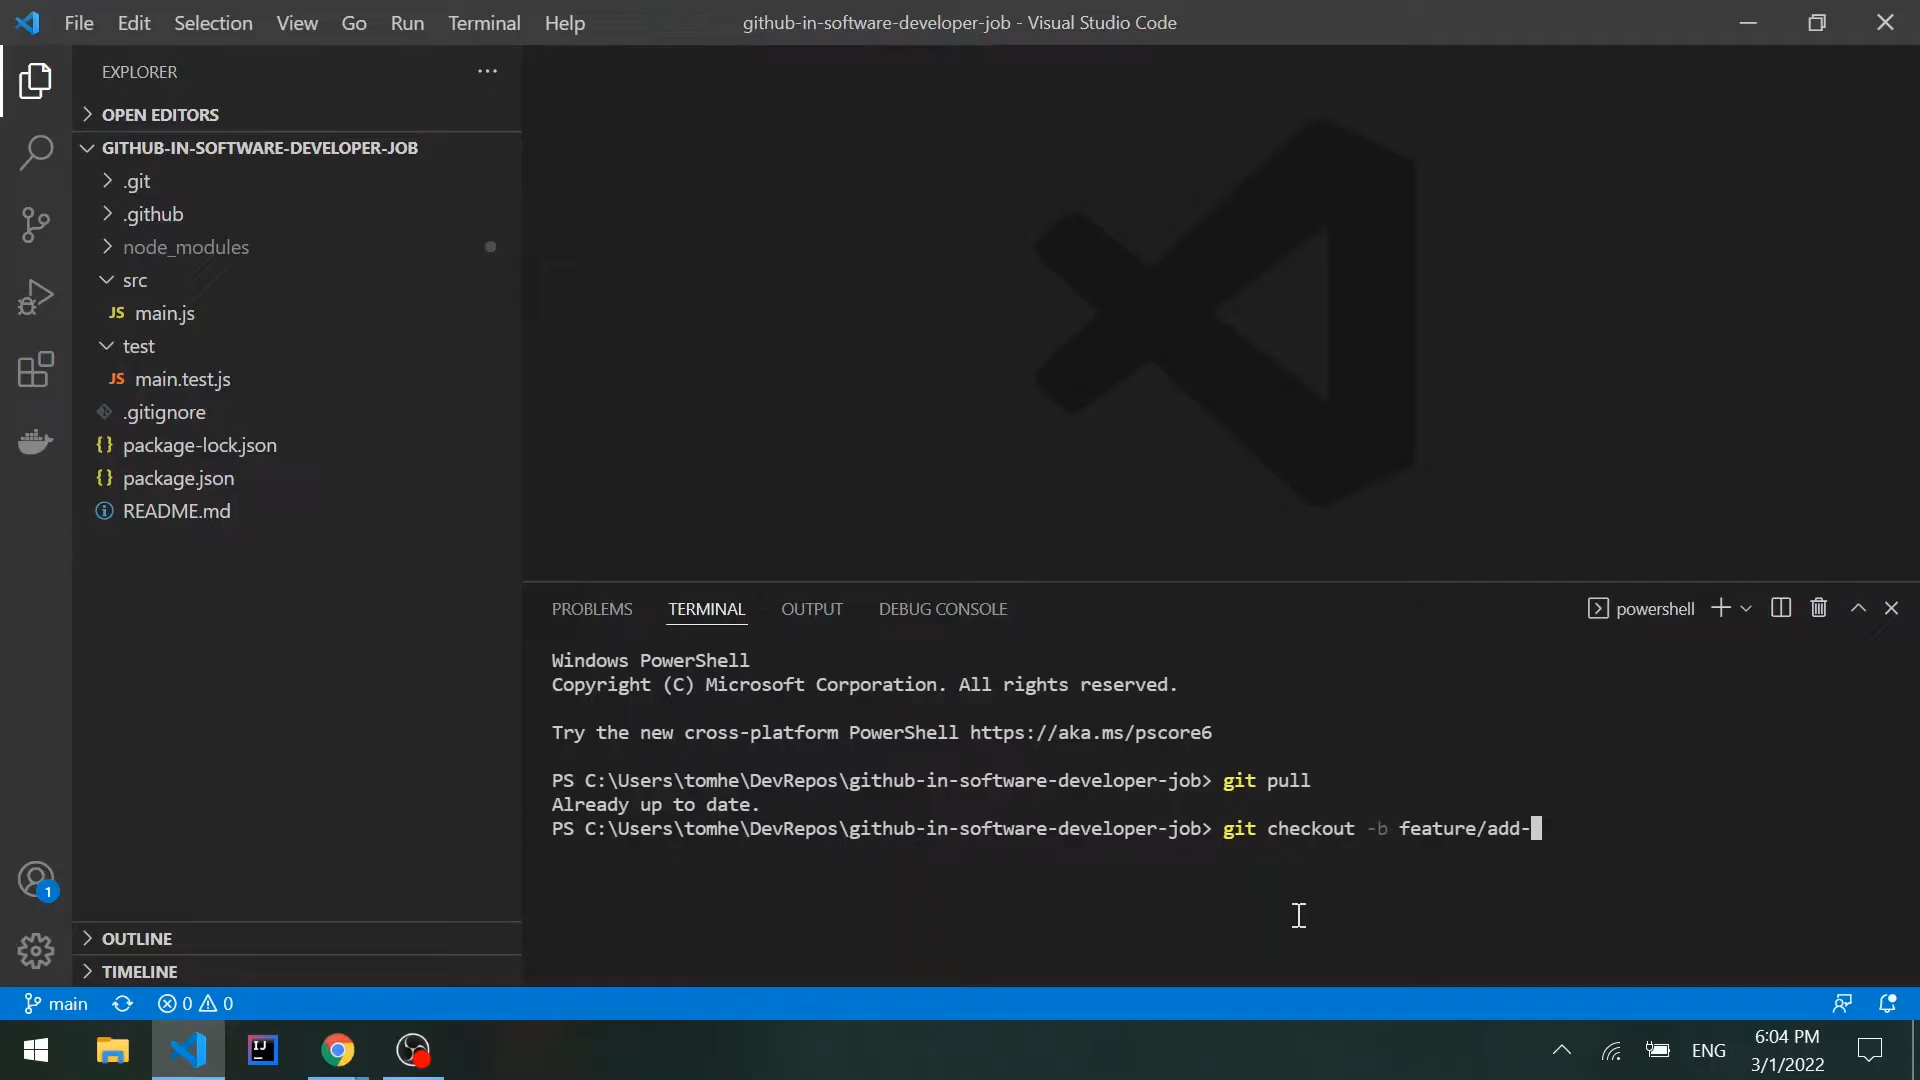 File Edit Selection View Go Run Terminal Help
github-in-software-developer-job - Visual Studio Code
EXPLORER
OPEN EDITORS
GITHUB-IN-SOFTWARE-DEVELOPER-JOB
.git
.github
node_modules
src
JS main.js
test
JS main.test.js
.gitignore
{} package-lock.json
{} package.json
README.md
OUTLINE
TIMELINE
PROBLEMS TERMINAL OUTPUT DEBUG CONSOLE
powershell
Windows PowerShell
Copyright (C) Microsoft Corporation. All rights reserved.
Try the new cross-platform PowerShell https://aka.ms/pscore6
PS C:\Users\tomhe\DevRepos\github-in-software-developer-job> git pull
Already up to date.
PS C:\Users\tomhe\DevRepos\github-in-software-developer-job> git checkout -b feature/add-
1
main 0 0
IJ
ENG
6:04 PM
3/1/2022